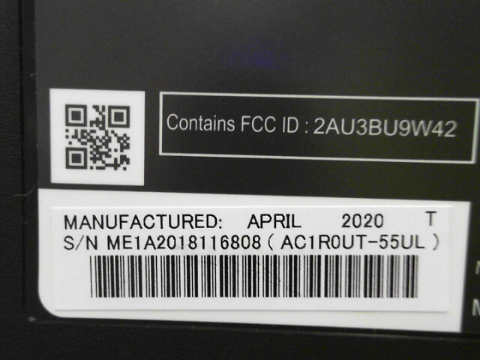 Contains FCC ID : 2AU3BU9W42
MANUFACTURED: APRIL 2020 T
S/N ME1A2018116808 ( AC1R0UT-55UL )